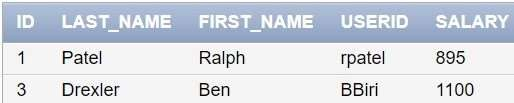 ID LAST_NAME FIRST_NAME USERID SALARY
1 Patel Ralph rpatel 895
3 Drexler Ben BBiri 1100